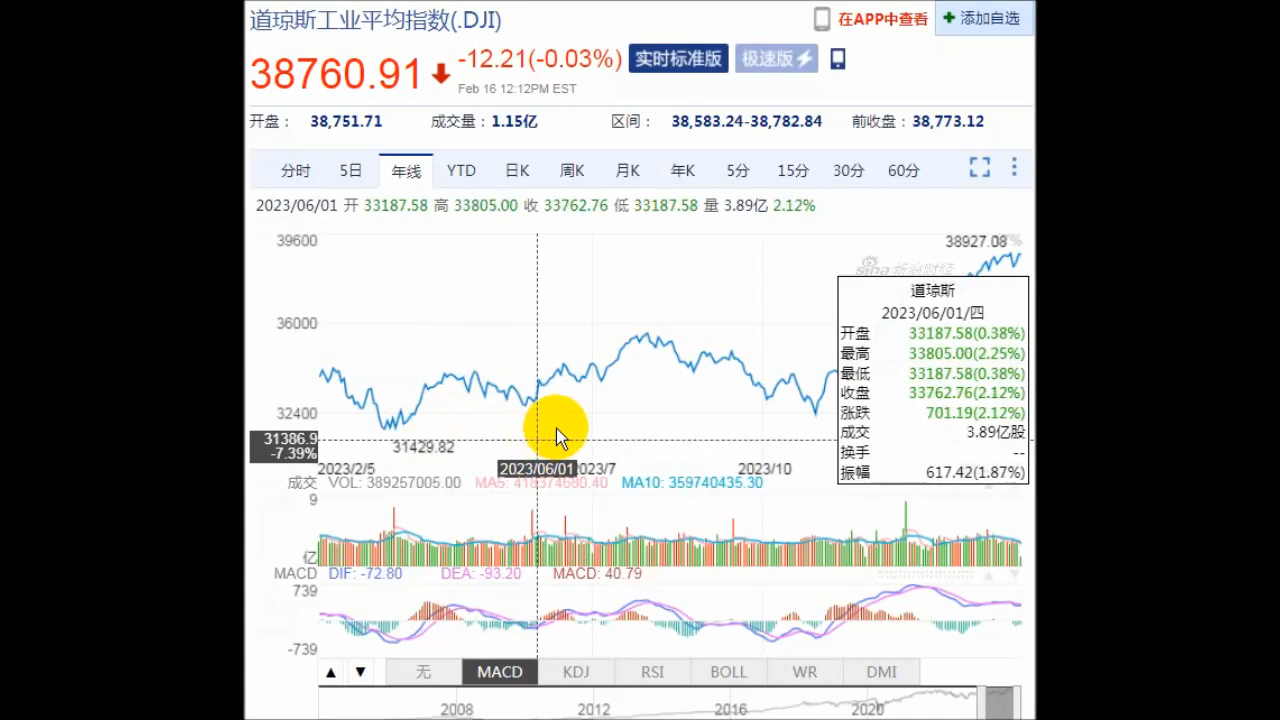 道琼斯工业平均指数(.DJI)
在APP中查看
添加自选
38760.91
-12.21(-0.03%)
实时标准版
极速版
Feb 16 12:12PM EST
开盘： 38,751.71 成交量：1.15亿 区间： 38,583.24-38,782.84 前收盘：38,773.12
分时 5日 年线 YTD 日K 周K 月K 年K 5分 15分 30分 60分
2023/06/01 开 33187.58 高 33805.00 收 33762.76 低 33187.58 量 3.89亿 2.12%
39600
38927.08
sina 新浪财经
36000
32400
31386.9
-7.39%
31429.82
道琼斯
2023/06/01/四
开盘 33187.58(0.38%)
最高 33805.00(2.25%)
最低 33187.58(0.38%)
收盘 33762.76(2.12%)
涨跌 701.19(2.12%)
成交 3.89亿股
换手 --
振幅 617.42(1.87%)
2023/2/5 2023/06/01 2023/7 2023/10
成交 VOL: 389257005.00 MA5: 418374680.40 MA10: 359740435.30
9
亿
MACD DIF: -72.80 DEA: -93.20 MACD: 40.79
739
-739
▲ ▼ 无 MACD KDJ RSI BOLL WR DMI
2008 2012 2016 2020